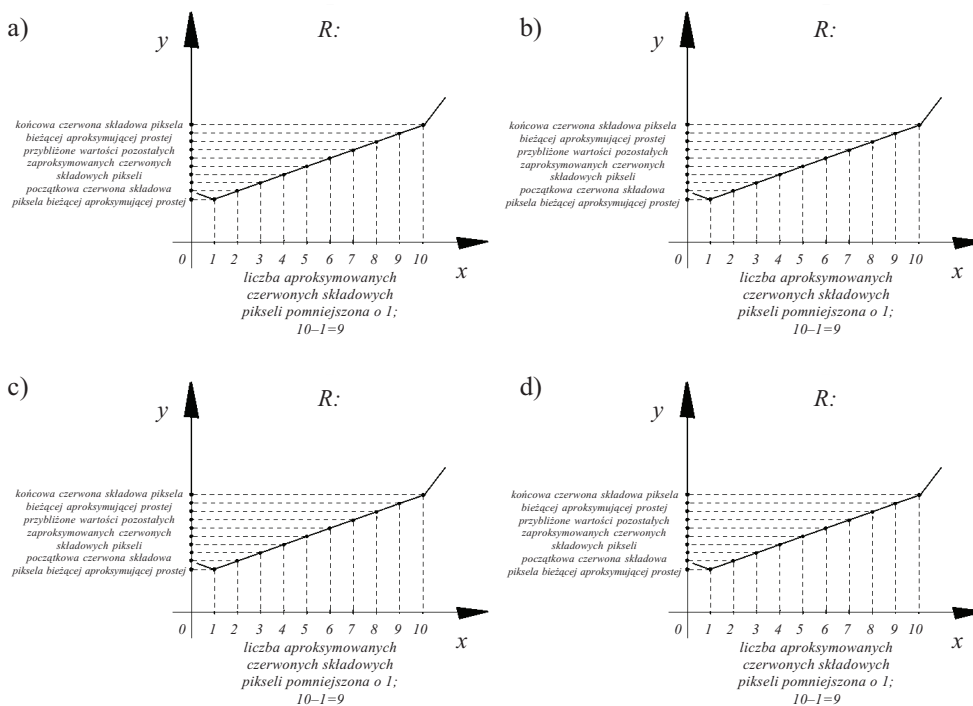 a)
y
R:
końcowa czerwona składowa piksela
bieżącej aproksymującej prostej
przybliżone wartości pozostałych
zaproksymowanych czerwonych
składowych pikseli
początkowa czerwona składowa
piksela bieżącej aproksymującej prostej
0 1 2 3 4 5 6 7 8 9 10
x
liczba aproksymowanych
czerwonych składowych
pikseli pomniejszona o 1;
10–1=9
b)
y
R:
końcowa czerwona składowa piksela
bieżącej aproksymującej prostej
przybliżone wartości pozostałych
zaproksymowanych czerwonych
składowych pikseli
początkowa czerwona składowa
piksela bieżącej aproksymującej prostej
0 1 2 3 4 5 6 7 8 9 10
x
liczba aproksymowanych
czerwonych składowych
pikseli pomniejszona o 1;
10–1=9
c)
y
R:
końcowa czerwona składowa piksela
bieżącej aproksymującej prostej
przybliżone wartości pozostałych
zaproksymowanych czerwonych
składowych pikseli
początkowa czerwona składowa
piksela bieżącej aproksymującej prostej
0 1 2 3 4 5 6 7 8 9 10
x
liczba aproksymowanych
czerwonych składowych
pikseli pomniejszona o 1;
10–1=9
d)
y
R:
końcowa czerwona składowa piksela
bieżącej aproksymującej prostej
przybliżone wartości pozostałych
zaproksymowanych czerwonych
składowych pikseli
początkowa czerwona składowa
piksela bieżącej aproksymującej prostej
0 1 2 3 4 5 6 7 8 9 10
x
liczba aproksymowanych
czerwonych składowych
pikseli pomniejszona o 1;
10–1=9